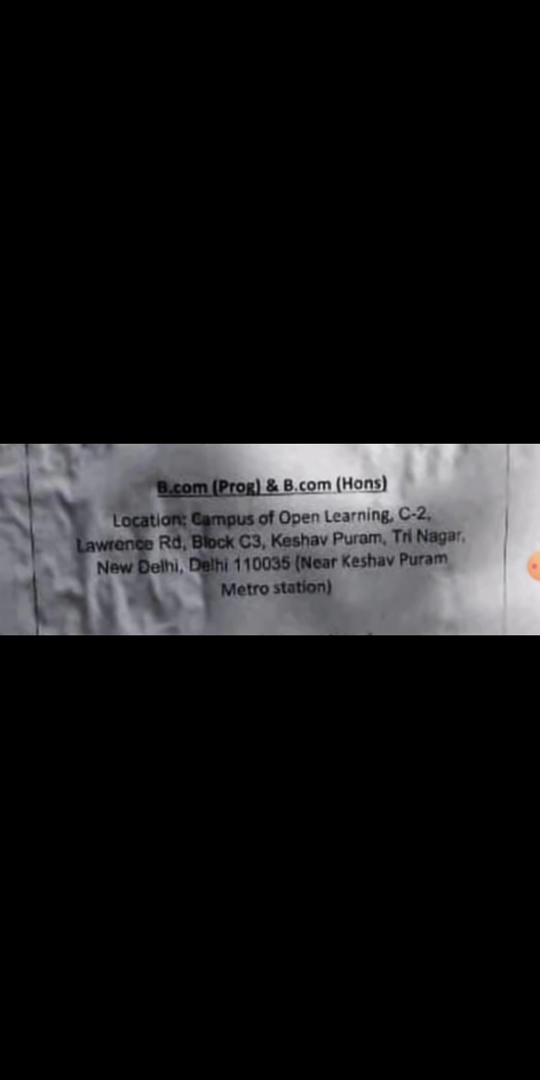 B.com (Prog) & B.com (Hons)
Location: Campus of Open Learning, C-2,
Lawrence Rd, Block C3, Keshav Puram, Tri Nagar,
New Delhi, Delhi 110035 (Near Keshav Puram
Metro station)